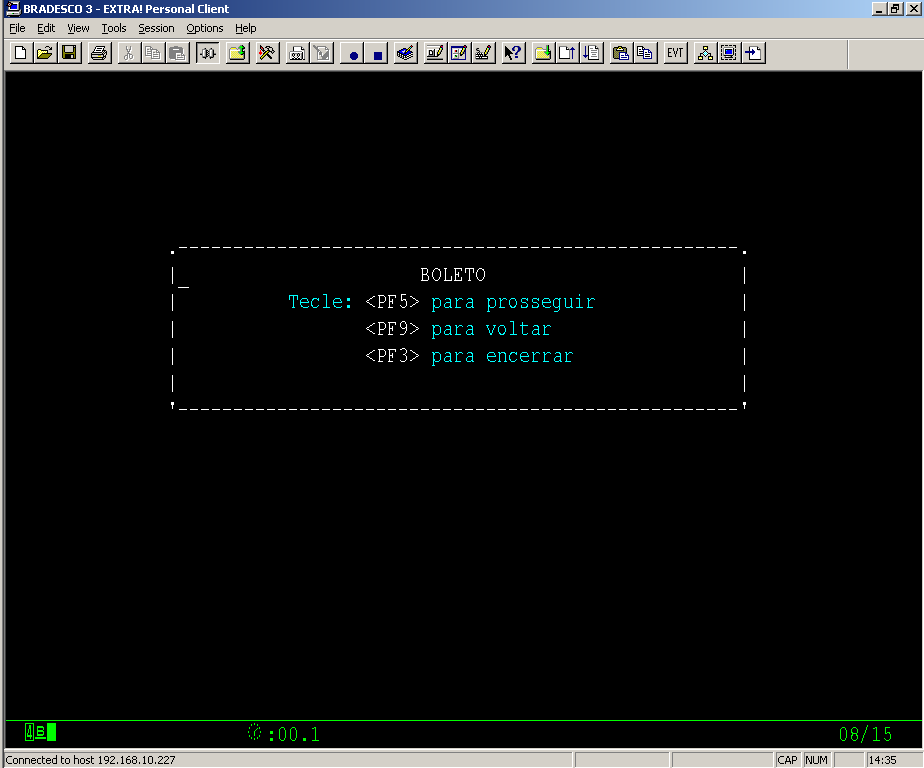 BRADESCO 3 - EXTRA! Personal Client
File Edit View Tools Session Options Help
EVT
BOLETO
Tecle: <PF5> para prosseguir
<PF9> para voltar
<PF3> para encerrar
4B
:00.1
08/15
Connected to host 192.168.10.227
CAP NUM 14:35